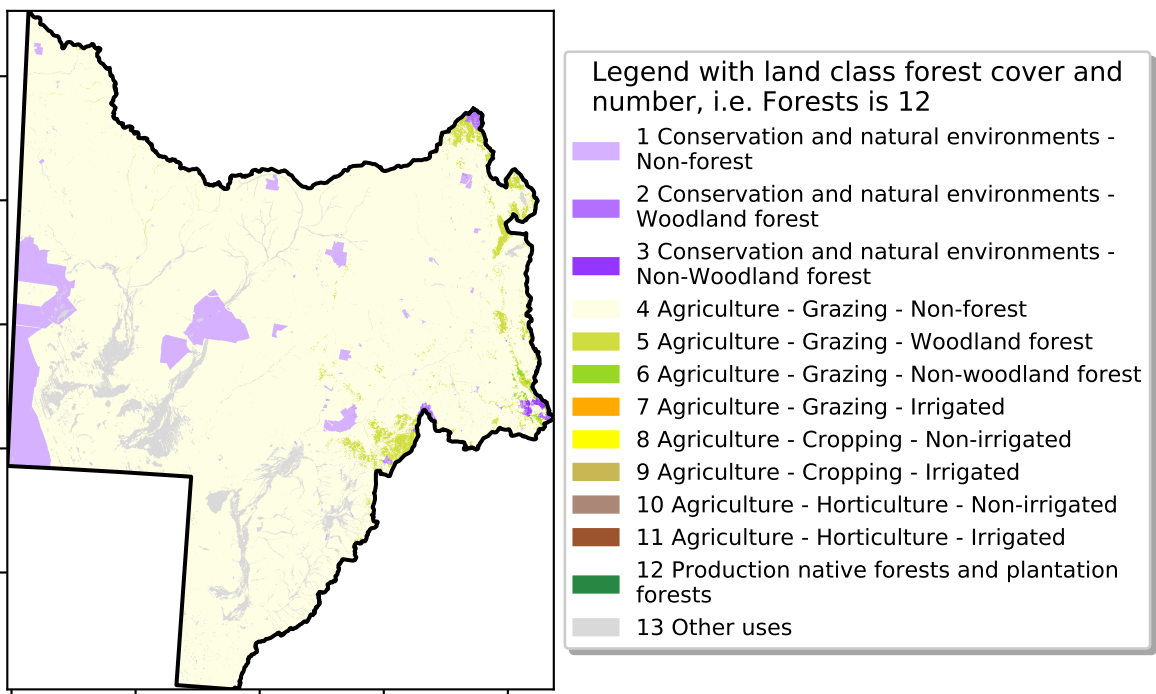 Legend with land class forest cover and
number, i.e. Forests is 12
1 Conservation and natural environments -
Non-forest
2 Conservation and natural environments -
Woodland forest
3 Conservation and natural environments -
Non-Woodland forest
4 Agriculture - Grazing - Non-forest
5 Agriculture - Grazing - Woodland forest
6 Agriculture - Grazing - Non-woodland forest
7 Agriculture - Grazing - Irrigated
8 Agriculture - Cropping - Non-irrigated
9 Agriculture - Cropping - Irrigated
10 Agriculture - Horticulture - Non-irrigated
11 Agriculture - Horticulture - Irrigated
12 Production native forests and plantation
forests
13 Other uses